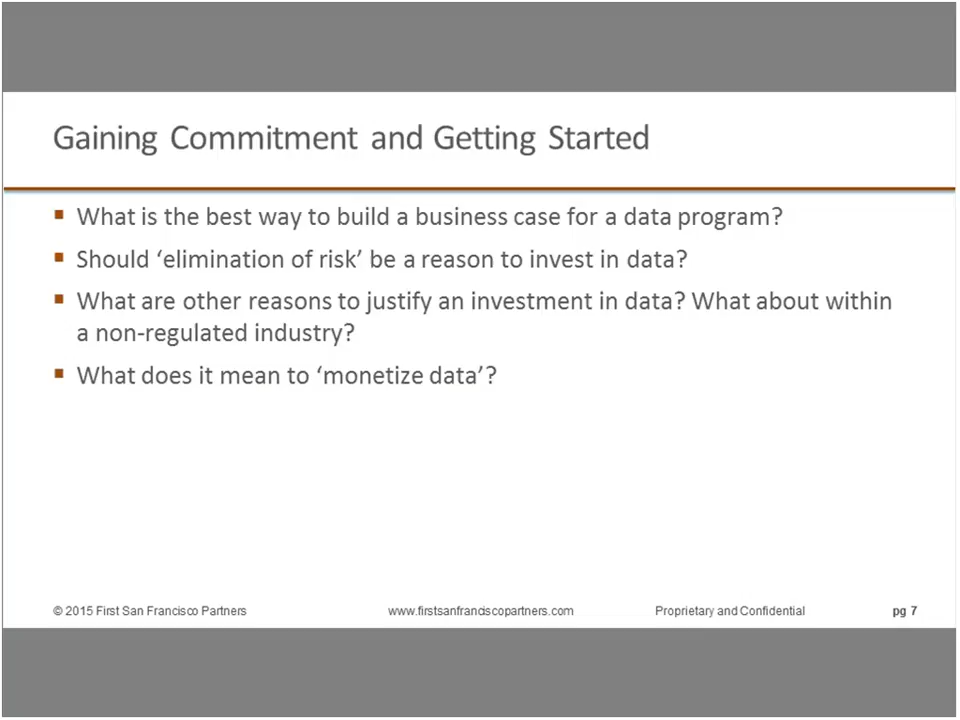 Gaining Commitment and Getting Started
▪ What is the best way to build a business case for a data program?
▪ Should ‘elimination of risk’ be a reason to invest in data?
▪ What are other reasons to justify an investment in data? What about within
a non-regulated industry?
▪ What does it mean to ‘monetize data’?
© 2015 First San Francisco Partners www.firstsanfranciscopartners.com Proprietary and Confidential pg 7